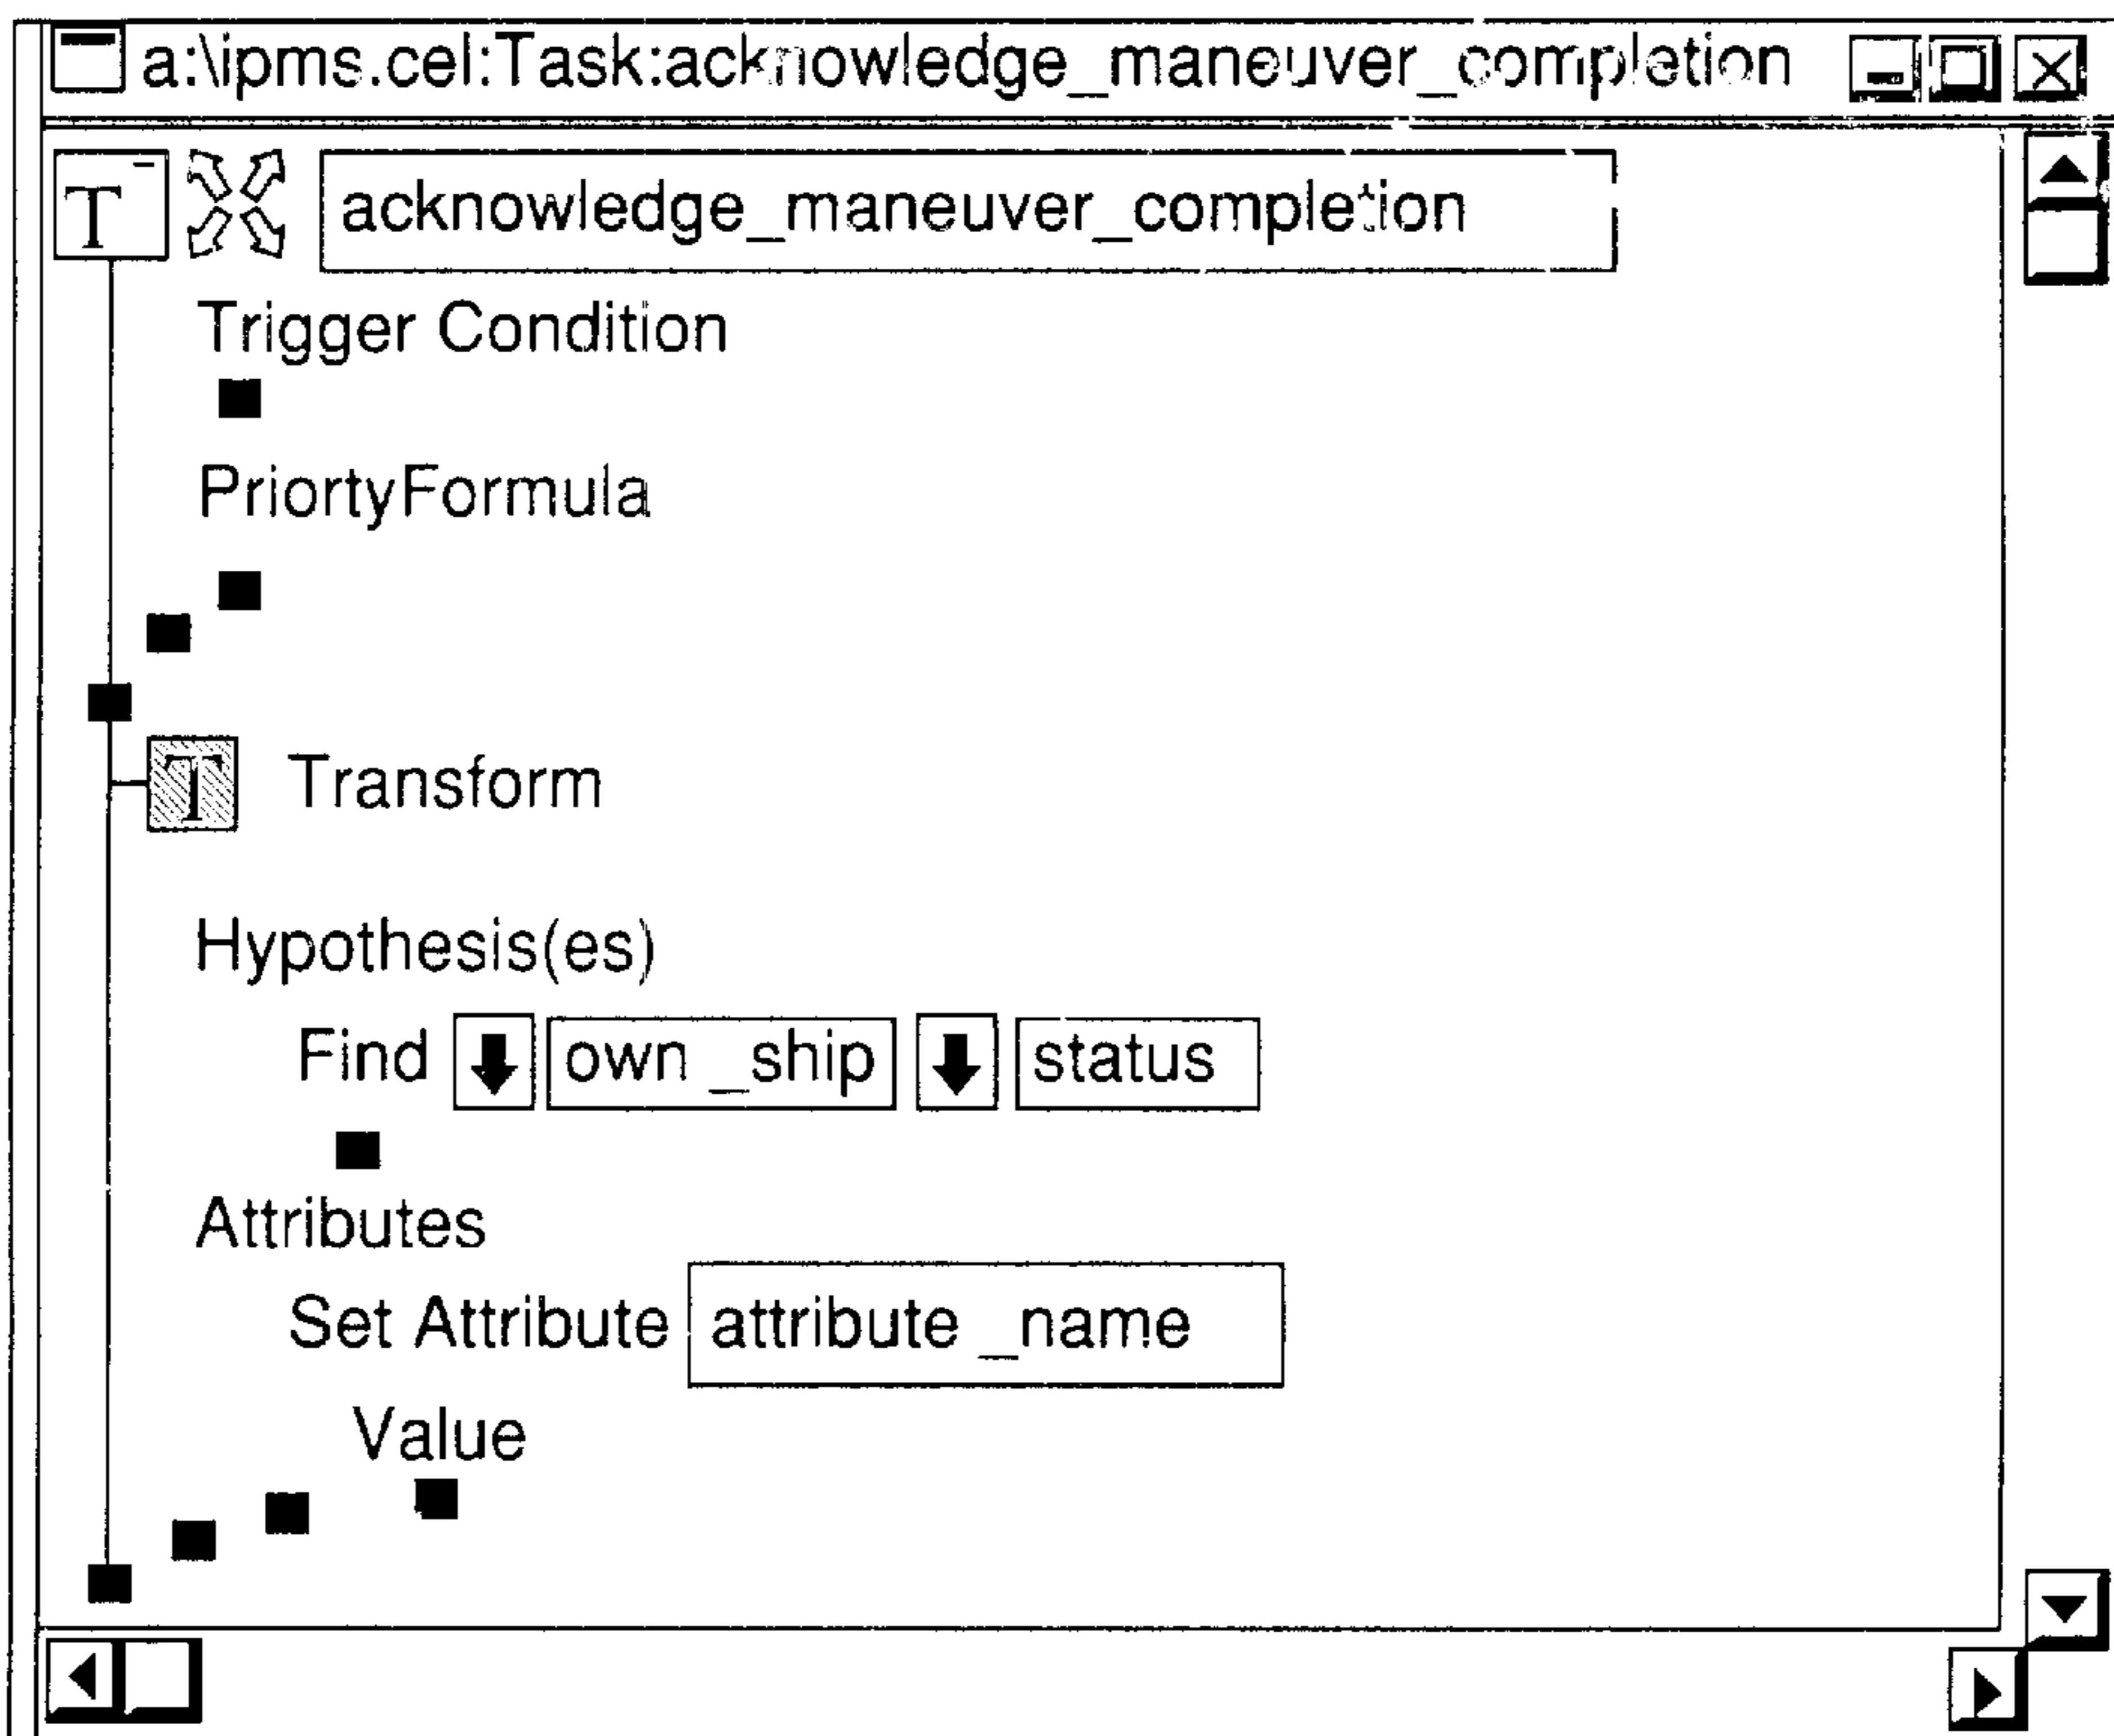 a:\ipms.cel:Task:acknowledge_maneuver_completion
T acknowledge_maneuver_completion
Trigger Condition
PriortyFormula
T Transform
Hypothesis(es)
Find own _ship status
Attributes
Set Attribute attribute _name
Value